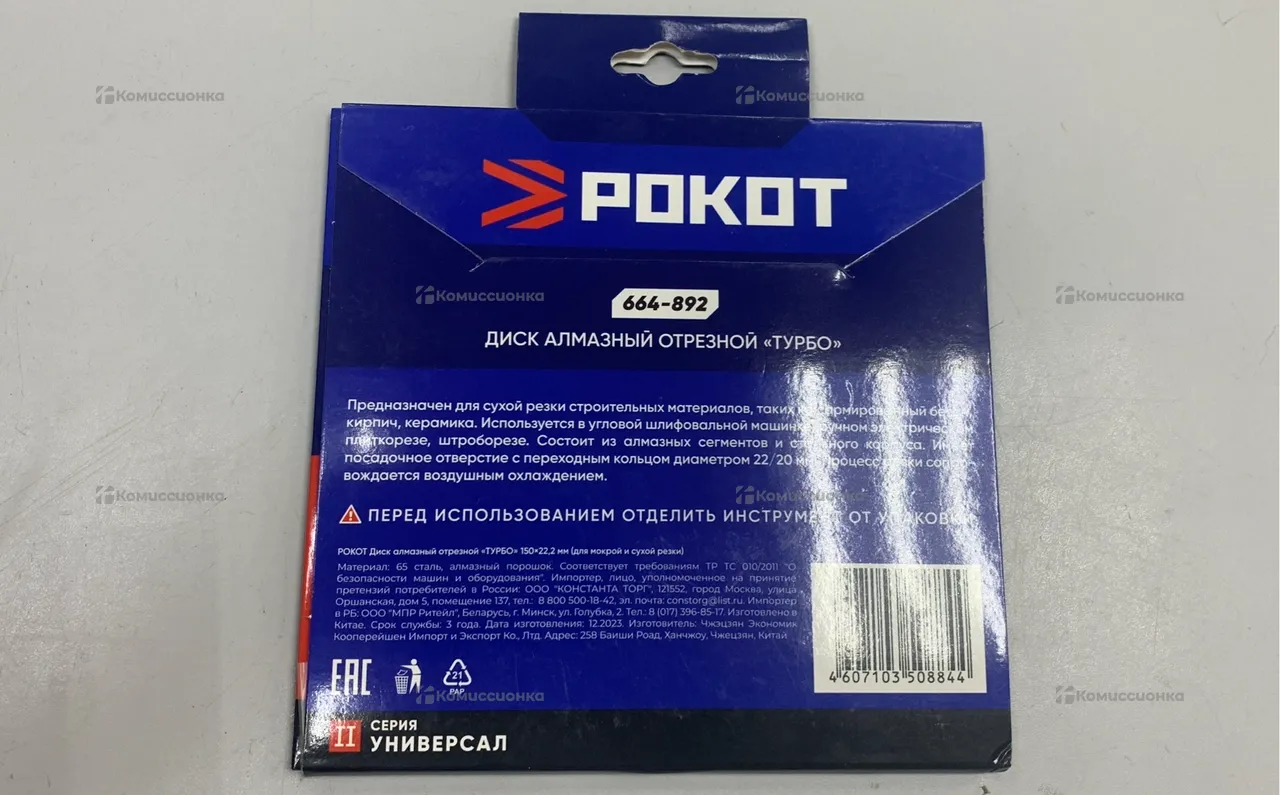 РОКОТ
664-892
ДИСК АЛМАЗНЫЙ ОТРЕЗНОЙ «ТУРБО»
Предназначен для сухой резки строительных материалов, таких
кирпич, керамика. Используется в угловой шлифовальной машинке, ручном
плиткорезе, штроборезе. Состоит из алмазных сегментов и
посадочное отверстие с переходным кольцом диаметром 22/20
вождается воздушным охлаждением.
ПЕРЕД ИСПОЛЬЗОВАНИЕМ ОТДЕЛИТЬ ИНСТРУМЕНТ ОТ УПАКОВКИ
РОКОТ Диск алмазный отрезной «ТУРБО» 150×22,2 мм (для мокрой и сухой резки)
Материал: 65 сталь, алмазный порошок. Соответствует требованиям ТР ТС 010/2011 "О
безопасности машин и оборудования". Импортер, лицо, уполномоченное на принятие
претензий потребителей в России: ООО "КОНСТАНТА ТОРГ", 121552, город Москва, улица
Оршанская, дом 5, помещение 137, тел.: 8 800 500-18-42, эл. почта: constorg@list.ru. Импортер
в РБ: ООО "МПР Ритейл", Беларусь, г. Минск, ул. Голубка, 2. Тел.: 8 (017) 396-85-17. Изготовлено в
Китае. Срок службы: 3 года. Дата изготовления: 12.2023. Изготовитель: Чжэцзян Экономик
Кооперейшен Импорт и Экспорт Ко., Лтд. Адрес: 258 Баиши Роад, Ханчжоу, Чжецзян, Китай
4 607103 508844
EAC
21
PAP
II
СЕРИЯ
УНИВЕРСАЛ
Комиссионка
Комиссионка
Комиссионка
Комиссионка
Комиссионка
Комиссионка
Комиссионка
Комиссионка